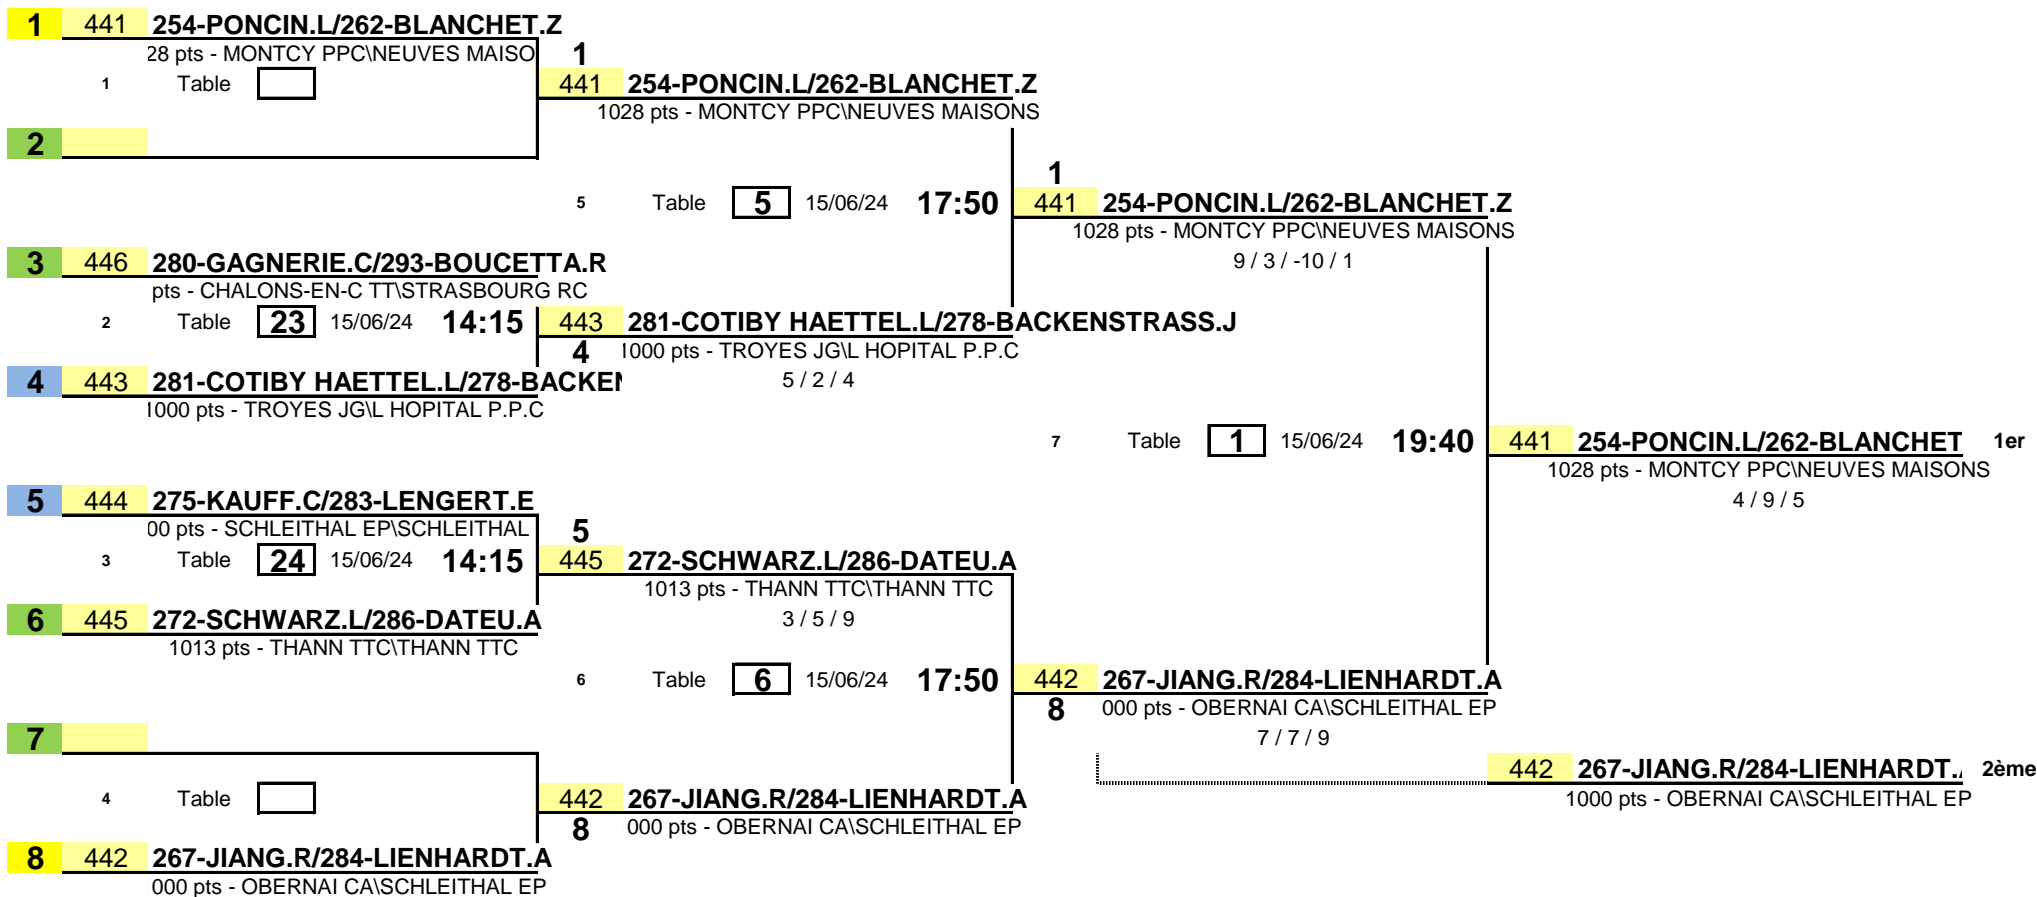 1 441 254-PONCIN.L/262-BLANCHET.Z
28 pts - MONTCY PPC\NEUVES MAISO
1 Table
2
1
441 254-PONCIN.L/262-BLANCHET.Z
1028 pts - MONTCY PPC\NEUVES MAISONS
5 Table 5 15/06/24 17:50
3 446 280-GAGNERIE.C/293-BOUCETTA.R
pts - CHALONS-EN-C TT\STRASBOURG RC
2 Table 23 15/06/24 14:15
4 443 281-COTIBY HAETTEL.L/278-BACKEN
1000 pts - TROYES JG\L HOPITAL P.P.C
443 281-COTIBY HAETTEL.L/278-BACKENSTRASS.J
4 1000 pts - TROYES JG\L HOPITAL P.P.C
5 / 2 / 4
1
441 254-PONCIN.L/262-BLANCHET.Z
1028 pts - MONTCY PPC\NEUVES MAISONS
9 / 3 / -10 / 1
7 Table 1 15/06/24 19:40
441 254-PONCIN.L/262-BLANCHET 1er
1028 pts - MONTCY PPC\NEUVES MAISONS
4 / 9 / 5
5 444 275-KAUFF.C/283-LENGERT.E
00 pts - SCHLEITHAL EP\SCHLEITHAL
3 Table 24 15/06/24 14:15
6 445 272-SCHWARZ.L/286-DATEU.A
1013 pts - THANN TTC\THANN TTC
5
445 272-SCHWARZ.L/286-DATEU.A
1013 pts - THANN TTC\THANN TTC
3 / 5 / 9
6 Table 6 15/06/24 17:50
442 267-JIANG.R/284-LIENHARDT.A
8 000 pts - OBERNAI CA\SCHLEITHAL EP
7 / 7 / 9
7
4 Table
442 267-JIANG.R/284-LIENHARDT.A
8 000 pts - OBERNAI CA\SCHLEITHAL EP
8 442 267-JIANG.R/284-LIENHARDT.A
000 pts - OBERNAI CA\SCHLEITHAL EP
442 267-JIANG.R/284-LIENHARDT. 2ème
1000 pts - OBERNAI CA\SCHLEITHAL EP